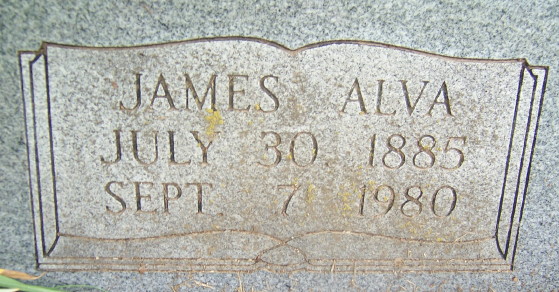 JAMES ALVA
JULY 30, 1885
SEPT. 7, 1980